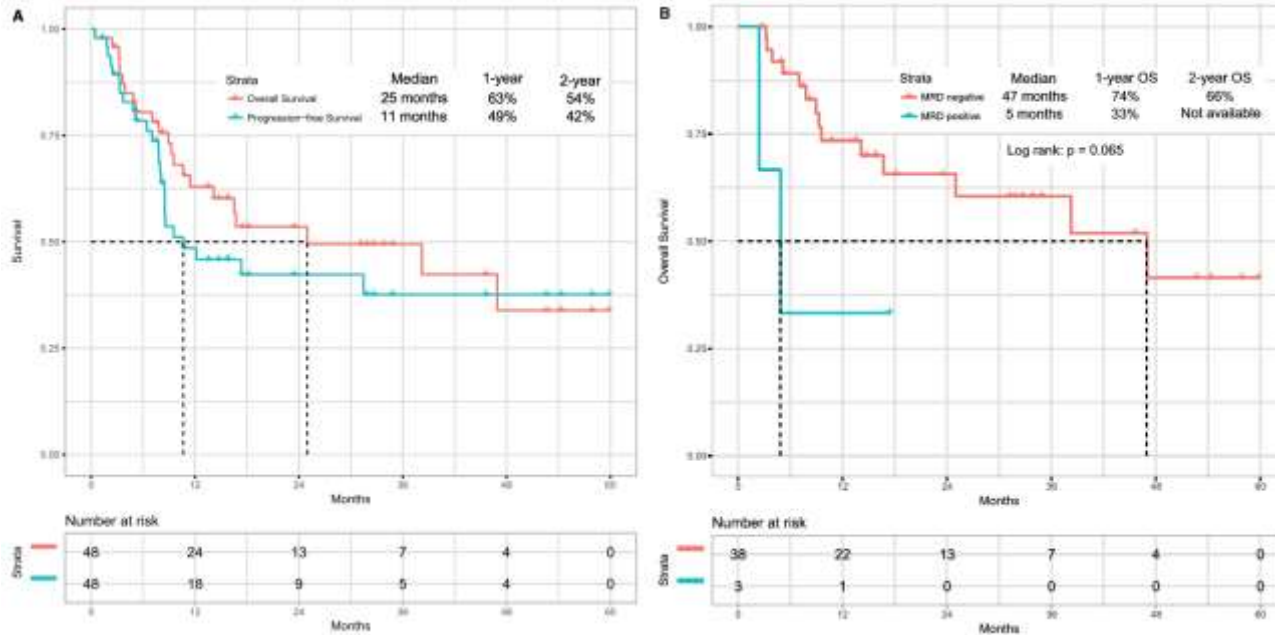 A
Strata Median 1-year 2-year
Overall Survival 25 months 63% 54%
Progression-free Survival 11 months 49% 42%
1.00
0.75
0.50
0.25
0.00
Survival
0 12 24 36 48 60
Months
Number at risk
Strata
48 24 13 7 4 0
48 18 9 5 4 0
0 12 24 36 48 60
Months
B
Strata Median 1-year OS 2-year OS
MRD negative 47 months 74% 66%
MRD positive 5 months 33% Not available
Log rank: p = 0.065
1.00
0.75
0.50
0.25
0.00
Overall Survival
0 12 24 36 48 60
Months
Number at risk
Strata
38 22 13 7 4 0
3 1 0 0 0 0
0 12 24 36 48 60
Months